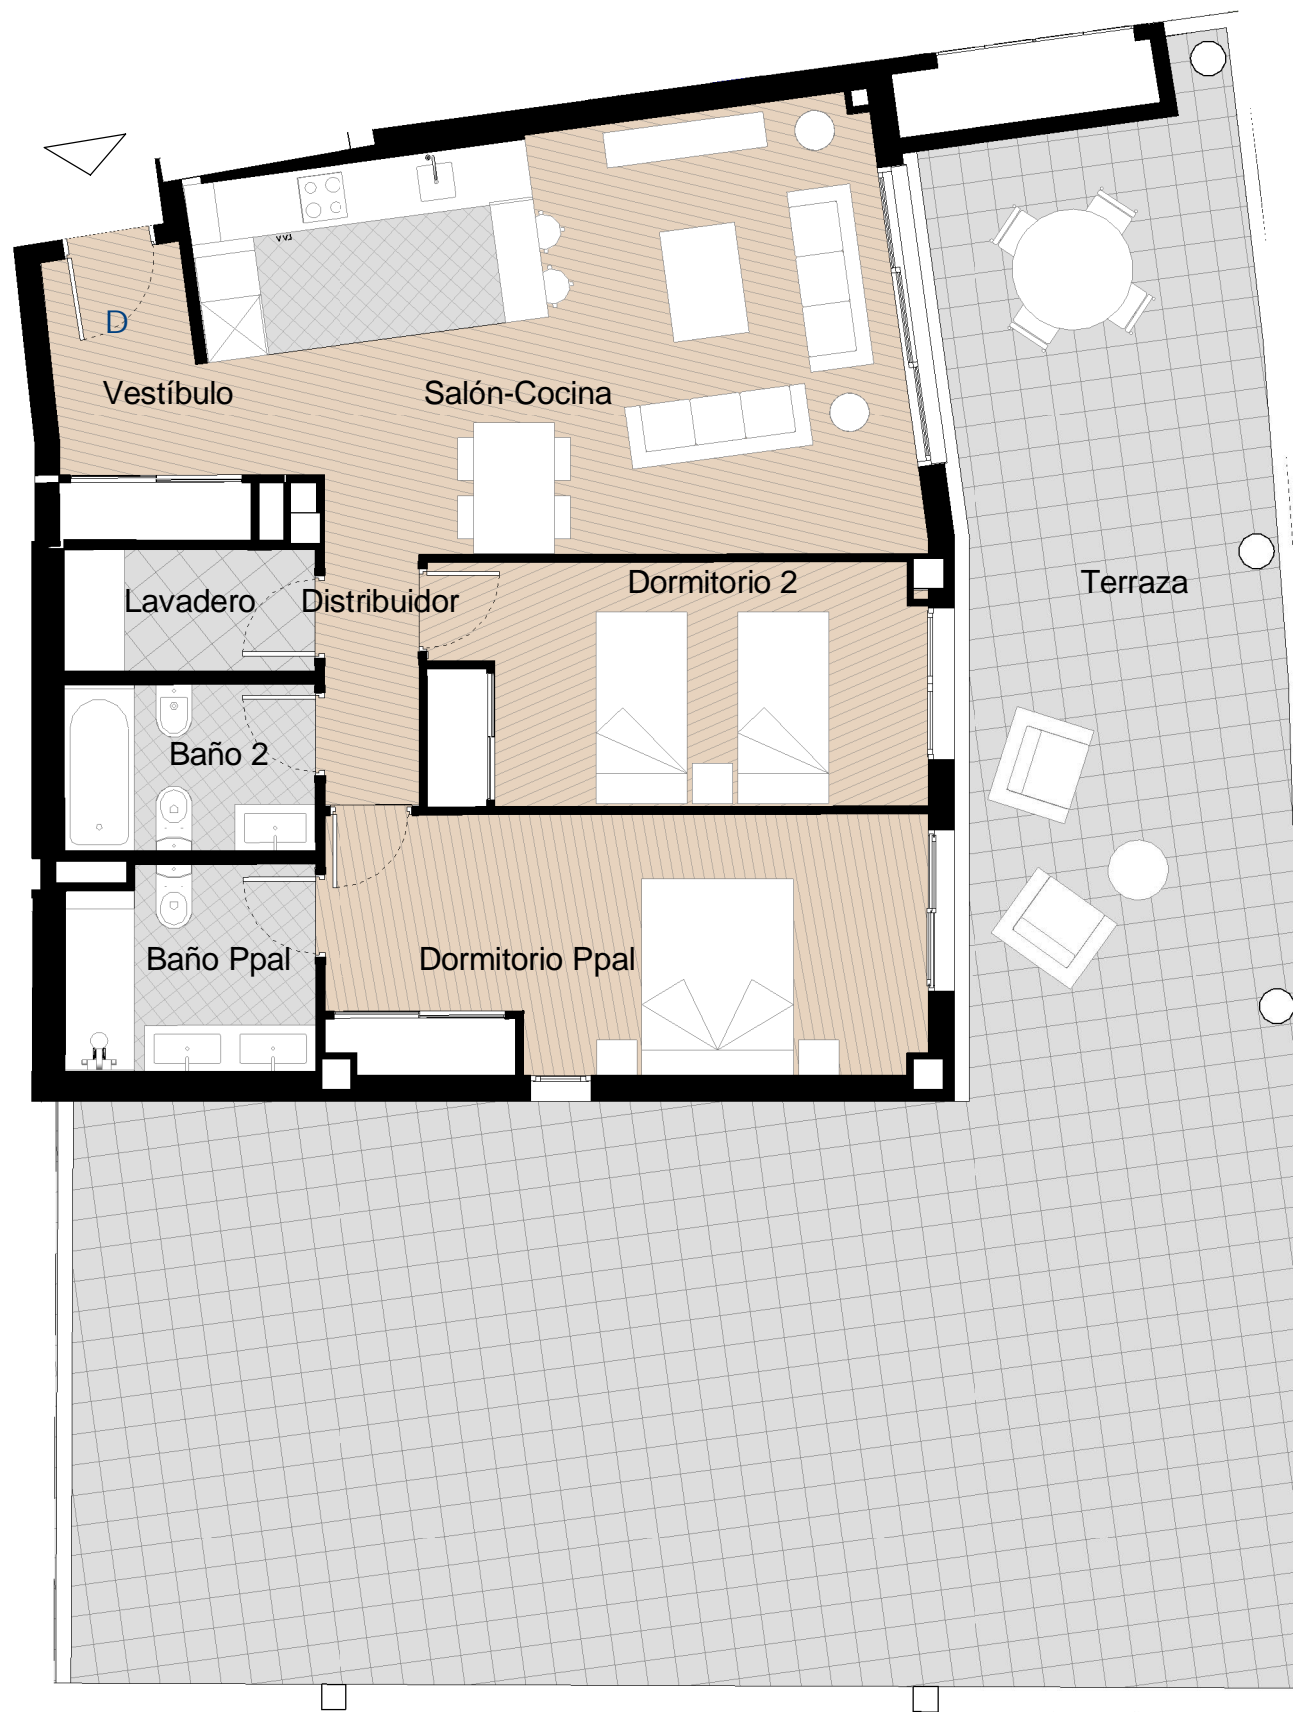 D
Vestíbulo
Salón-Cocina
Lavadero
Distribuidor
Dormitorio 2
Terraza
Baño 2
Baño Ppal
Dormitorio Ppal